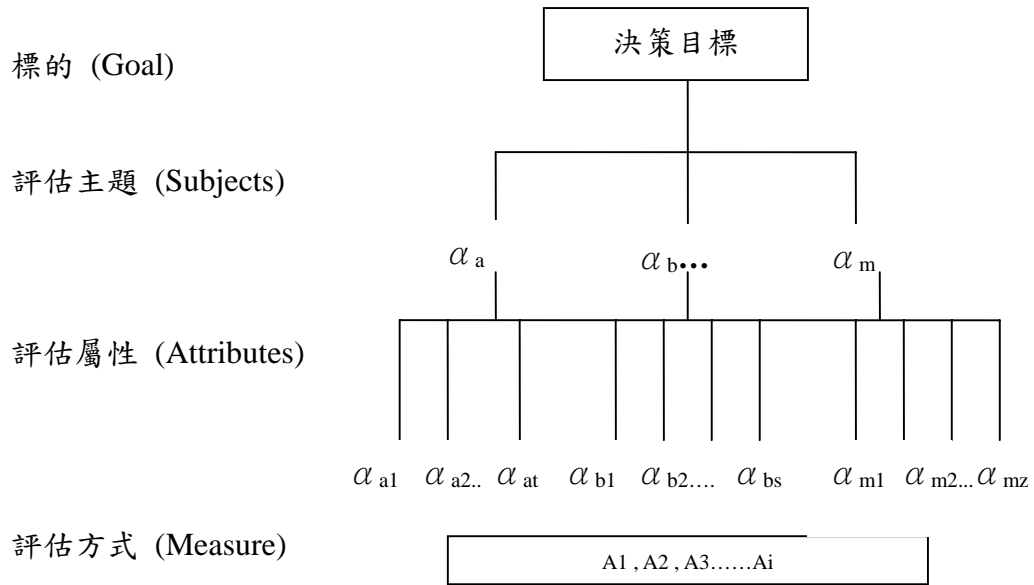 標的 (Goal)
決策目標
評估主題 (Subjects)
α a
α b...
α m
評估屬性 (Attributes)
α a1 α a2.. α at α b1 α b2.... α bs α m1 α m2... α mz
評估方式 (Measure)
A1 , A2 , A3......Ai